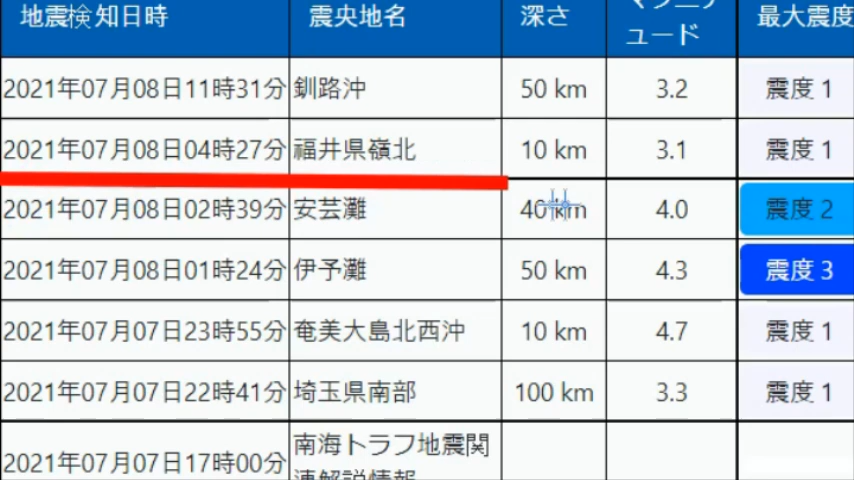 地震検知日時 震央地名 深さ マグニチュード 最大震度
2021年07月08日11時31分 釧路沖 50 km 3.2 震度1
2021年07月08日04時27分 福井県嶺北 10 km 3.1 震度1
2021年07月08日02時39分 安芸灘 40 km 4.0 震度2
2021年07月08日01時24分 伊予灘 50 km 4.3 震度3
2021年07月07日23時55分 奄美大島北西沖 10 km 4.7 震度1
2021年07月07日22時41分 埼玉県南部 100 km 3.3 震度1
2021年07月07日17時00分 南海トラフ地震関
連解説情報